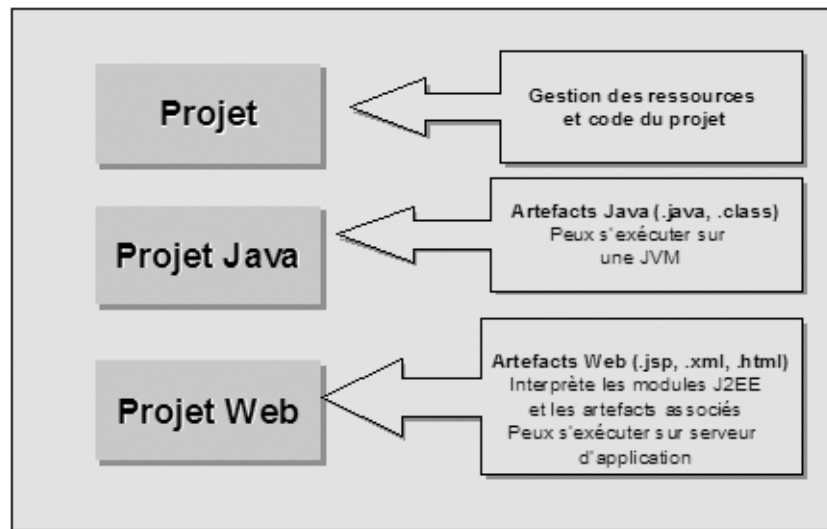 Projet
Gestion des ressources
et code du projet
Projet Java
Artefacts Java (.java, .class)
Peux s'exécuter sur
une JVM
Projet Web
Artefacts Web (.jsp, .xml, .html)
Interprète les modules J2EE
et les artefacts associés
Peux s'exécuter sur serveur
d'application